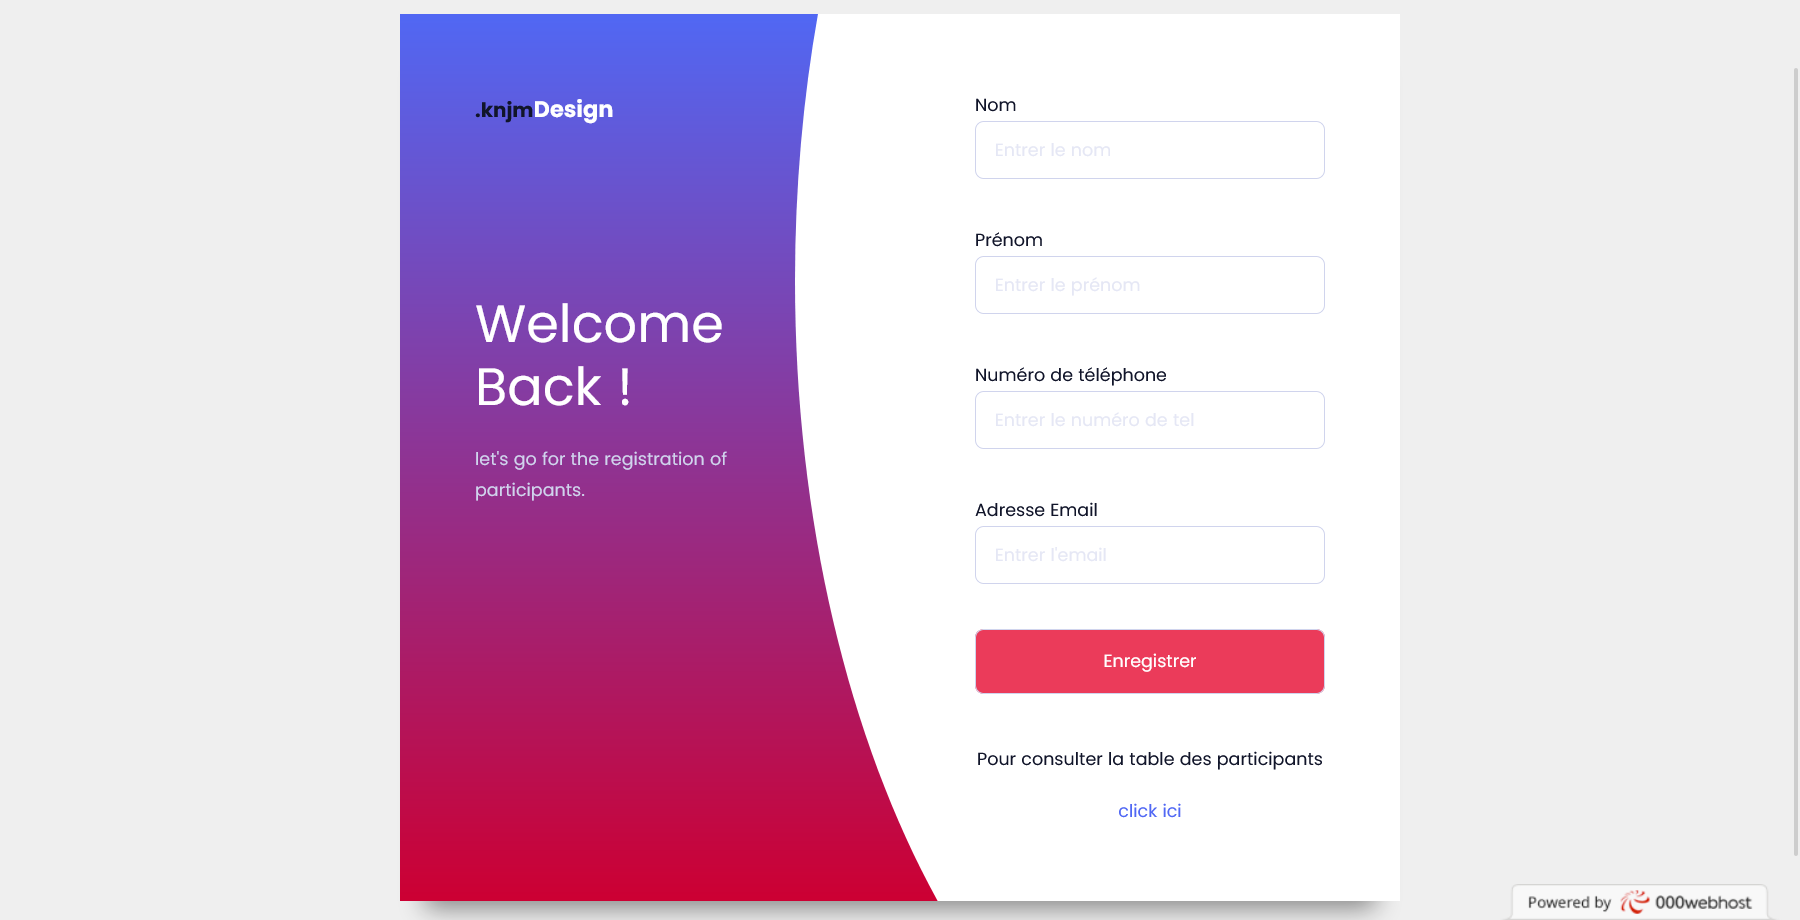 .knjmDesign
Welcome
Back !
let's go for the registration of
participants.
Nom
Entrer le nom
Prénom
Entrer le prénom
Numéro de téléphone
Entrer le numéro de tel
Adresse Email
Entrer l'email
Enregistrer
Pour consulter la table des participants
click ici
Powered by 000webhost